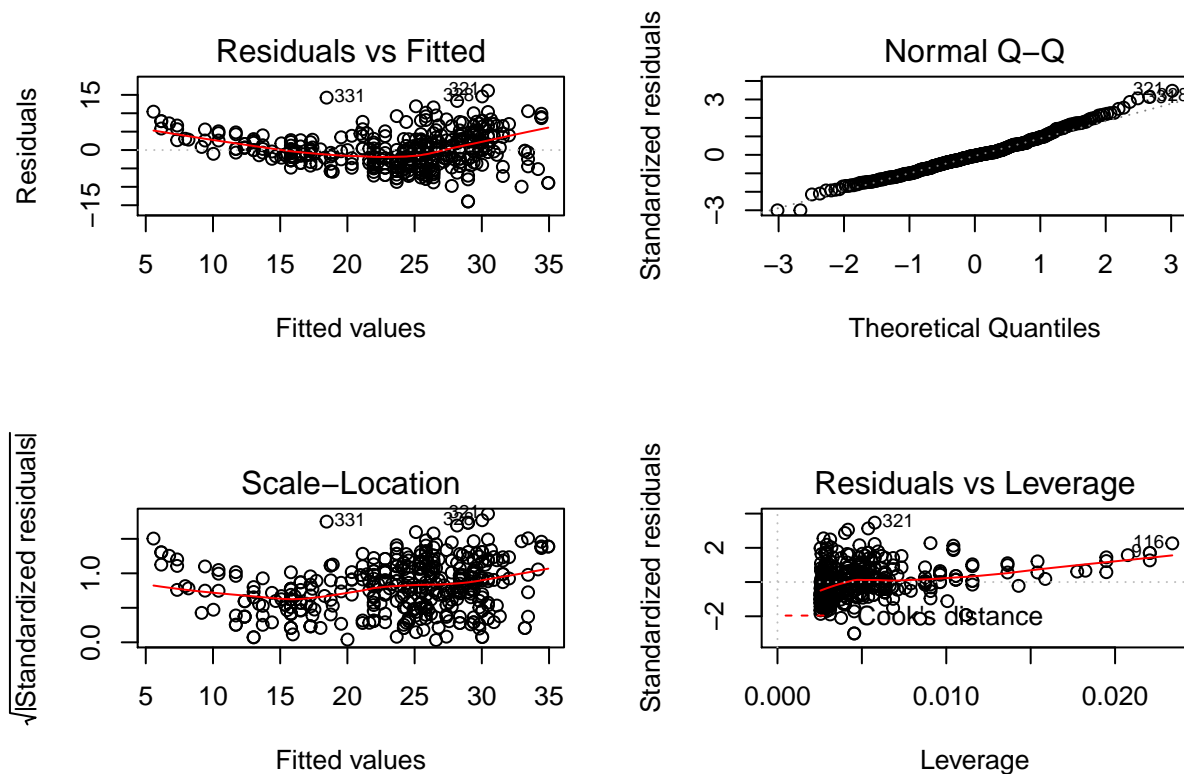 Residuals vs Fitted
Residuals
15
0
−15
331
321
328
5 10 15 20 25 30 35
Fitted values
Normal Q−Q
Standardized residuals
3
0
−3
321
−3 −2 −1 0 1 2 3
Theoretical Quantiles
Scale−Location
√|Standardized residuals|
1.0
0.0
331
321
328
5 10 15 20 25 30 35
Fitted values
Residuals vs Leverage
Standardized residuals
2
−2
321
116
9
Cook's distance
0.000 0.010 0.020
Leverage